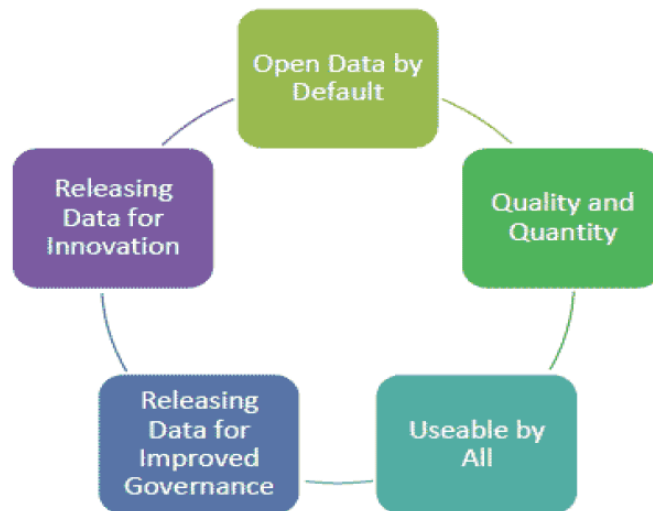 Open Data by
Default
Quality and
Quantity
Useable by
All
Releasing
Data for
Improved
Governance
Releasing
Data for
Innovation